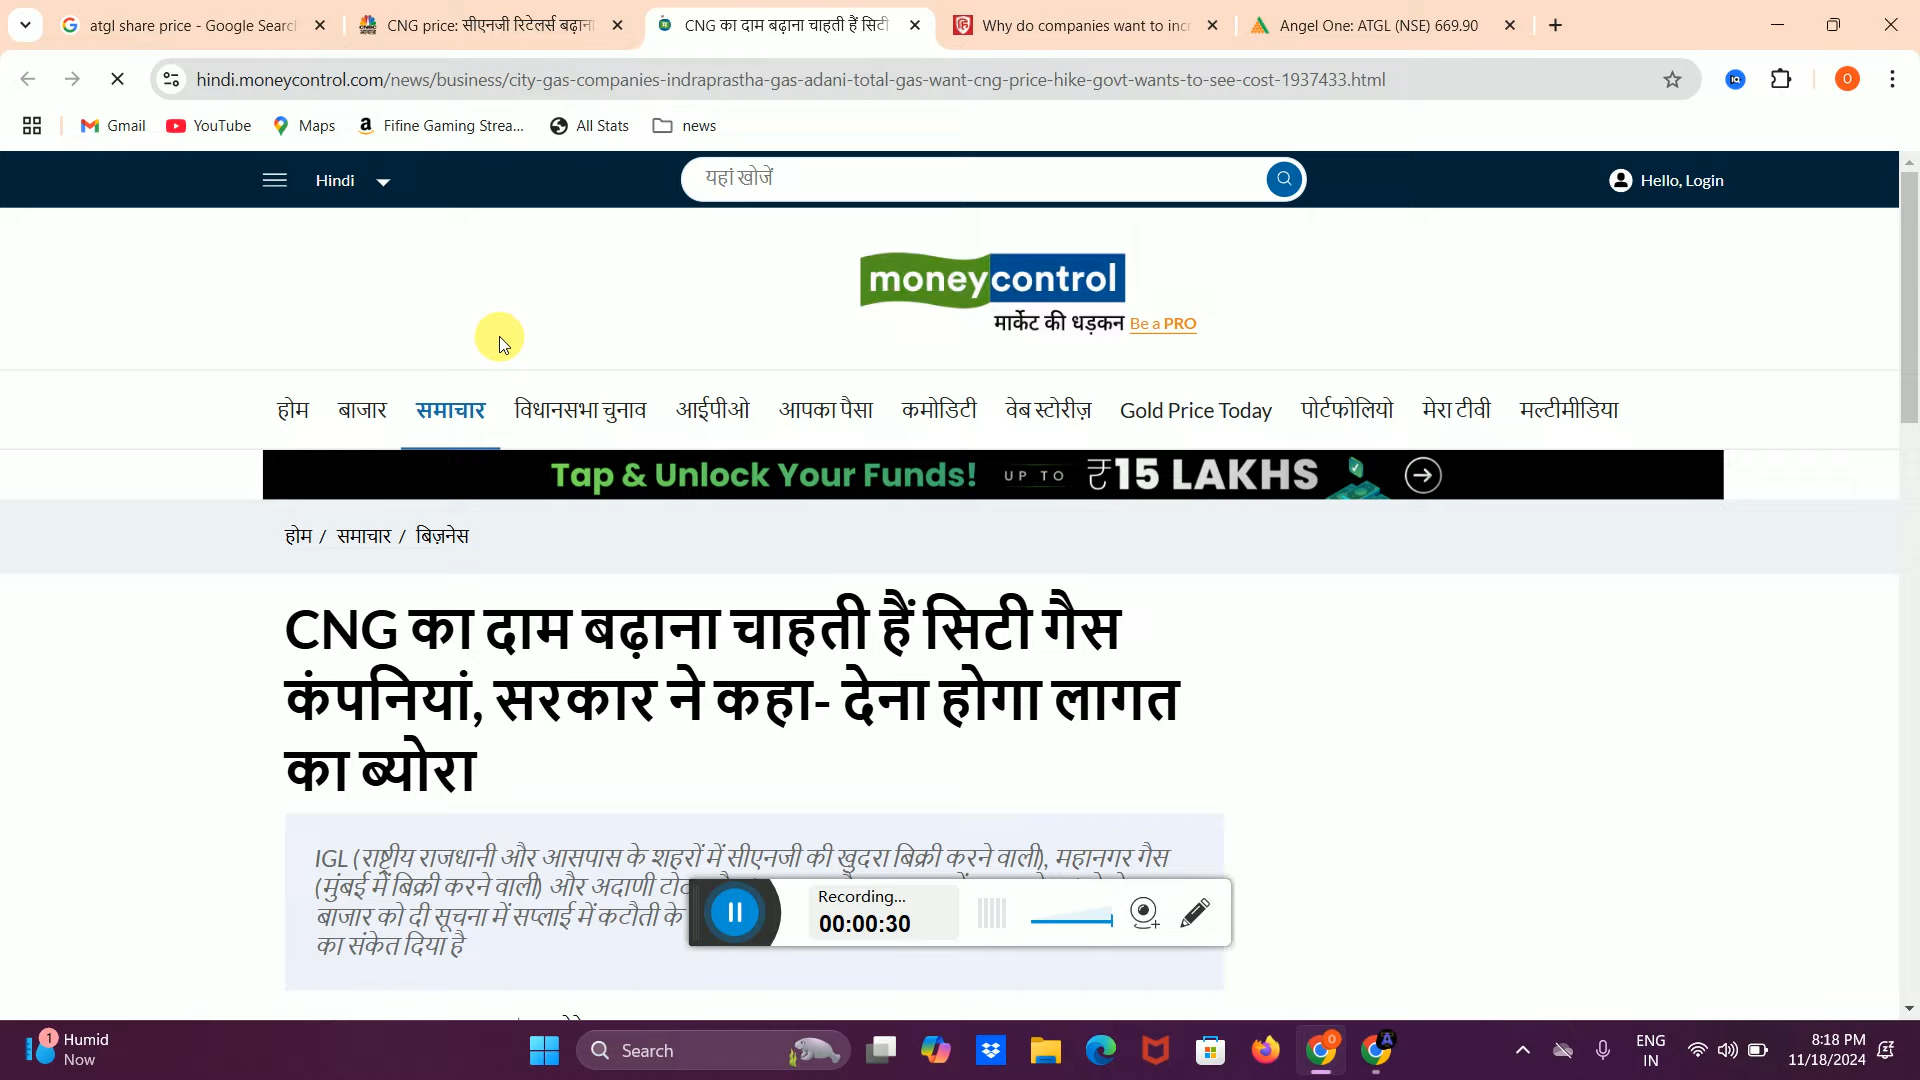 atgl share price - Google Searc
CNG price: सीएनजी रिटेलर्स बढ़ाना
CNG का दाम बढ़ाना चाहती हैं सिटी
Why do companies want to incr
Angel One: ATGL (NSE) 669.90
hindi.moneycontrol.com/news/business/city-gas-companies-indraprastha-gas-adani-total-gas-want-cng-price-hike-govt-wants-to-see-cost-1937433.html
Gmail
YouTube
Maps
Fifine Gaming Strea...
All Stats
news
Hindi
यहां खोजें
Hello, Login
moneycontrol
मार्केट की धड़कन Be a PRO
होम
बाजार
समाचार
विधानसभा चुनाव
आईपीओ
आपका पैसा
कमोडिटी
वेब स्टोरीज़
Gold Price Today
पोर्टफोलियो
मेरा टीवी
मल्टीमीडिया
Tap & Unlock Your Funds! UP TO ₹15 LAKHS
होम / समाचार / बिज़नेस
CNG का दाम बढ़ाना चाहती हैं सिटी गैस
कंपनियां, सरकार ने कहा- देना होगा लागत
का ब्योरा
IGL (राष्ट्रीय राजधानी और आसपास के शहरों में सीएनजी की खुदरा बिक्री करने वाली), महानगर गैस
(मुंबई में बिक्री करने वाली) और अदाणी
बाजार को दी सूचना में सप्लाई में कटौती के
का संकेत दिया है
Recording...
00:00:30
1
Humid
Now
Search
ENG
IN
8:18 PM
11/18/2024